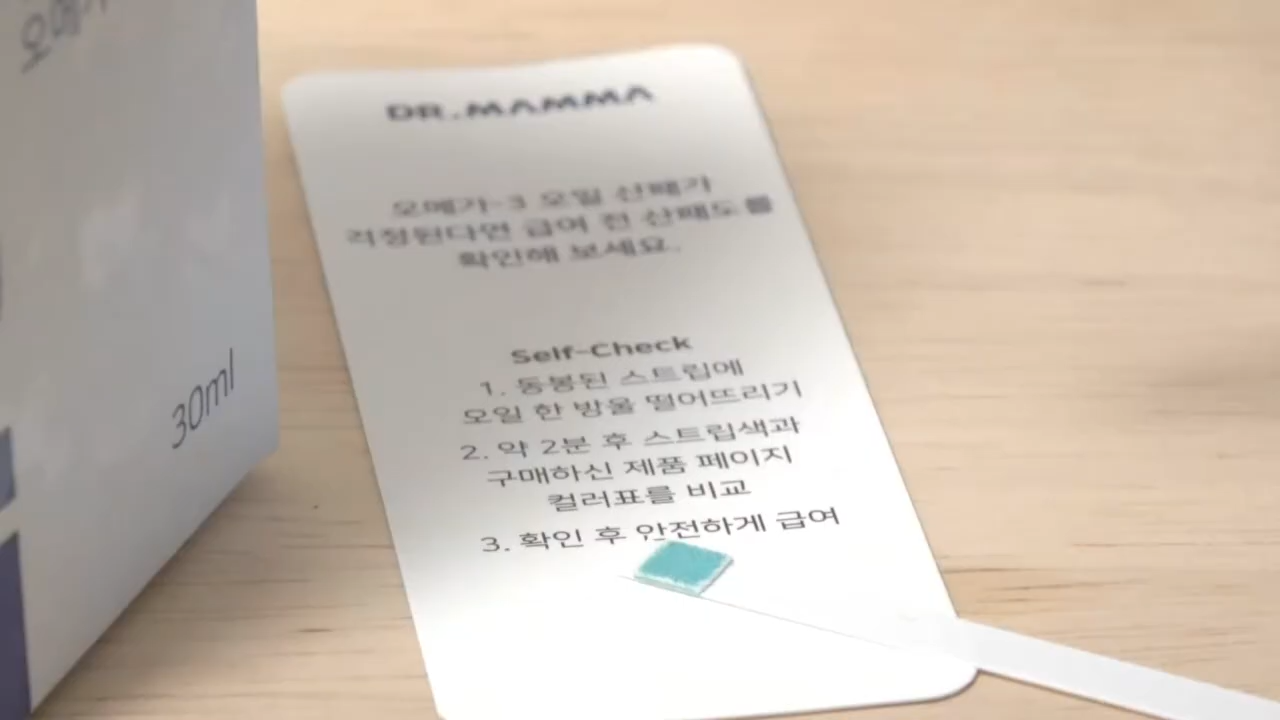 오메가
30ml
DR.MAMMA
오메가-3 오일 산패가
걱정된다면 급여 전 산패도를
확인해 보세요.
Self-Check
1. 동봉된 스트립에
오일 한 방울 떨어뜨리기
2. 약 2분 후 스트립색과
구매하신 제품 페이지
컬러표를 비교
3. 확인 후 안전하게 급여